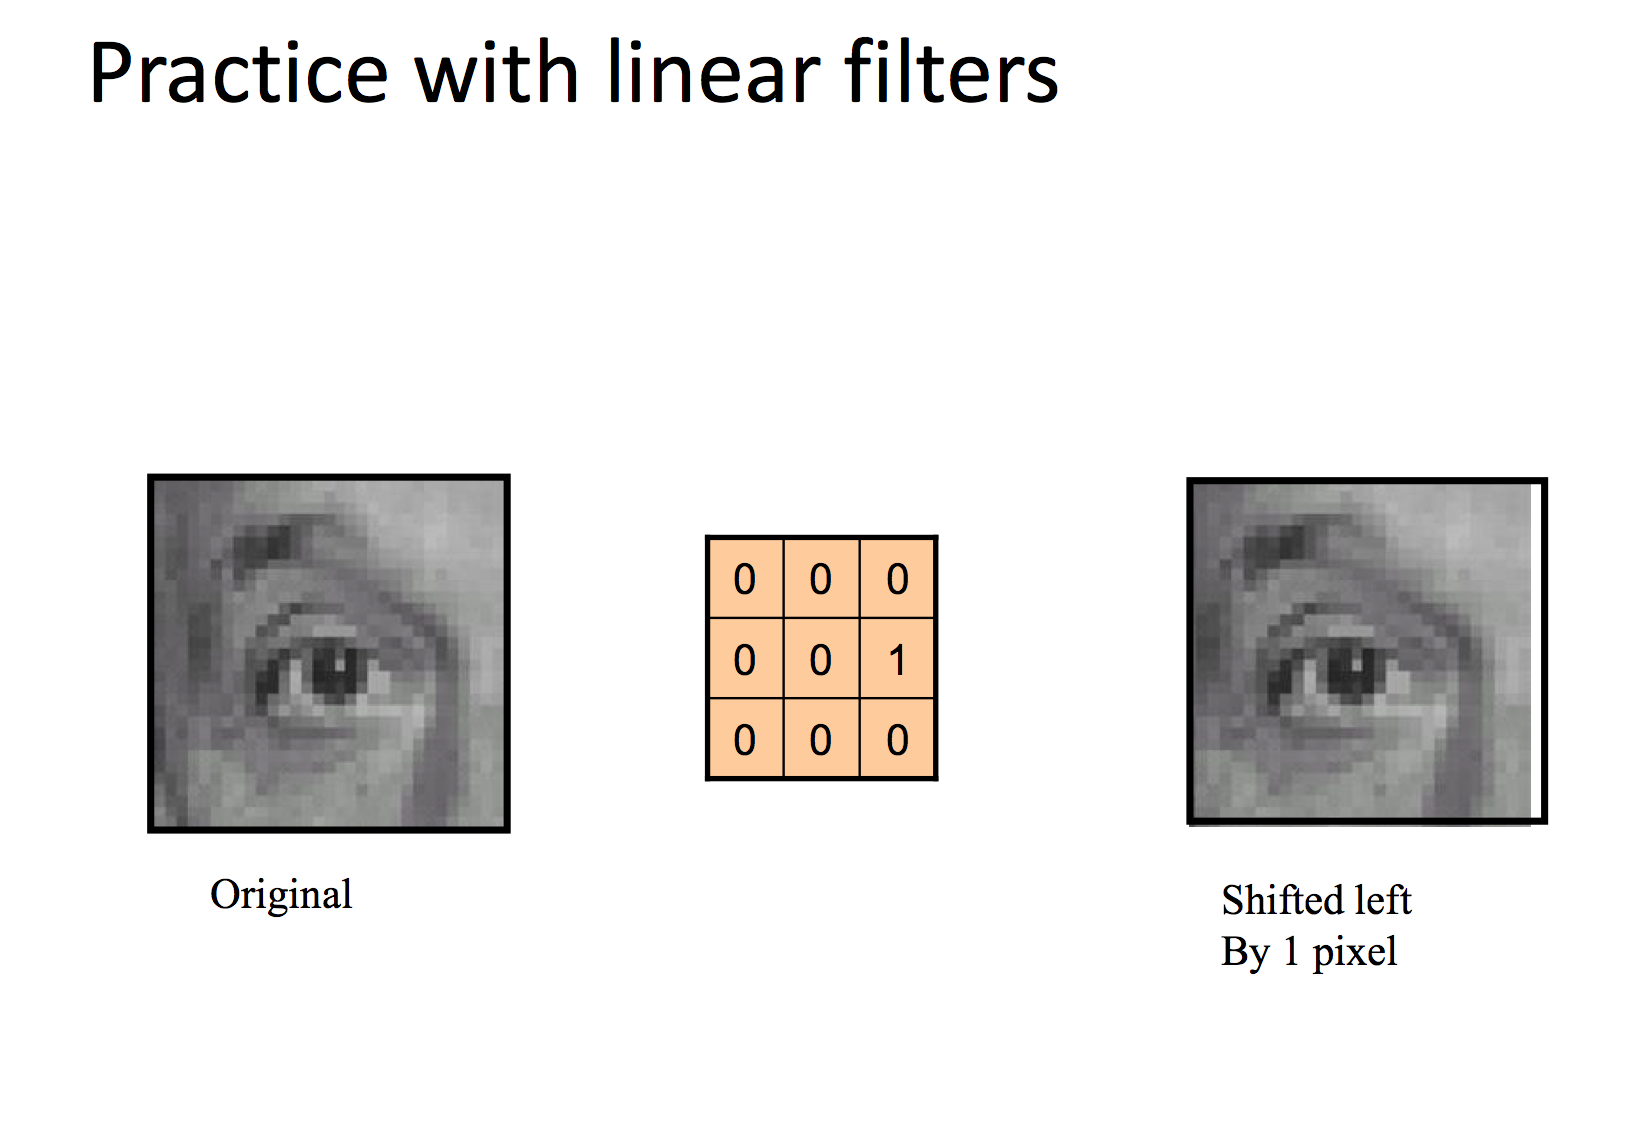 Practice with linear filters
0 0 0
0 0 1
0 0 0
Original
Shifted left
By 1 pixel